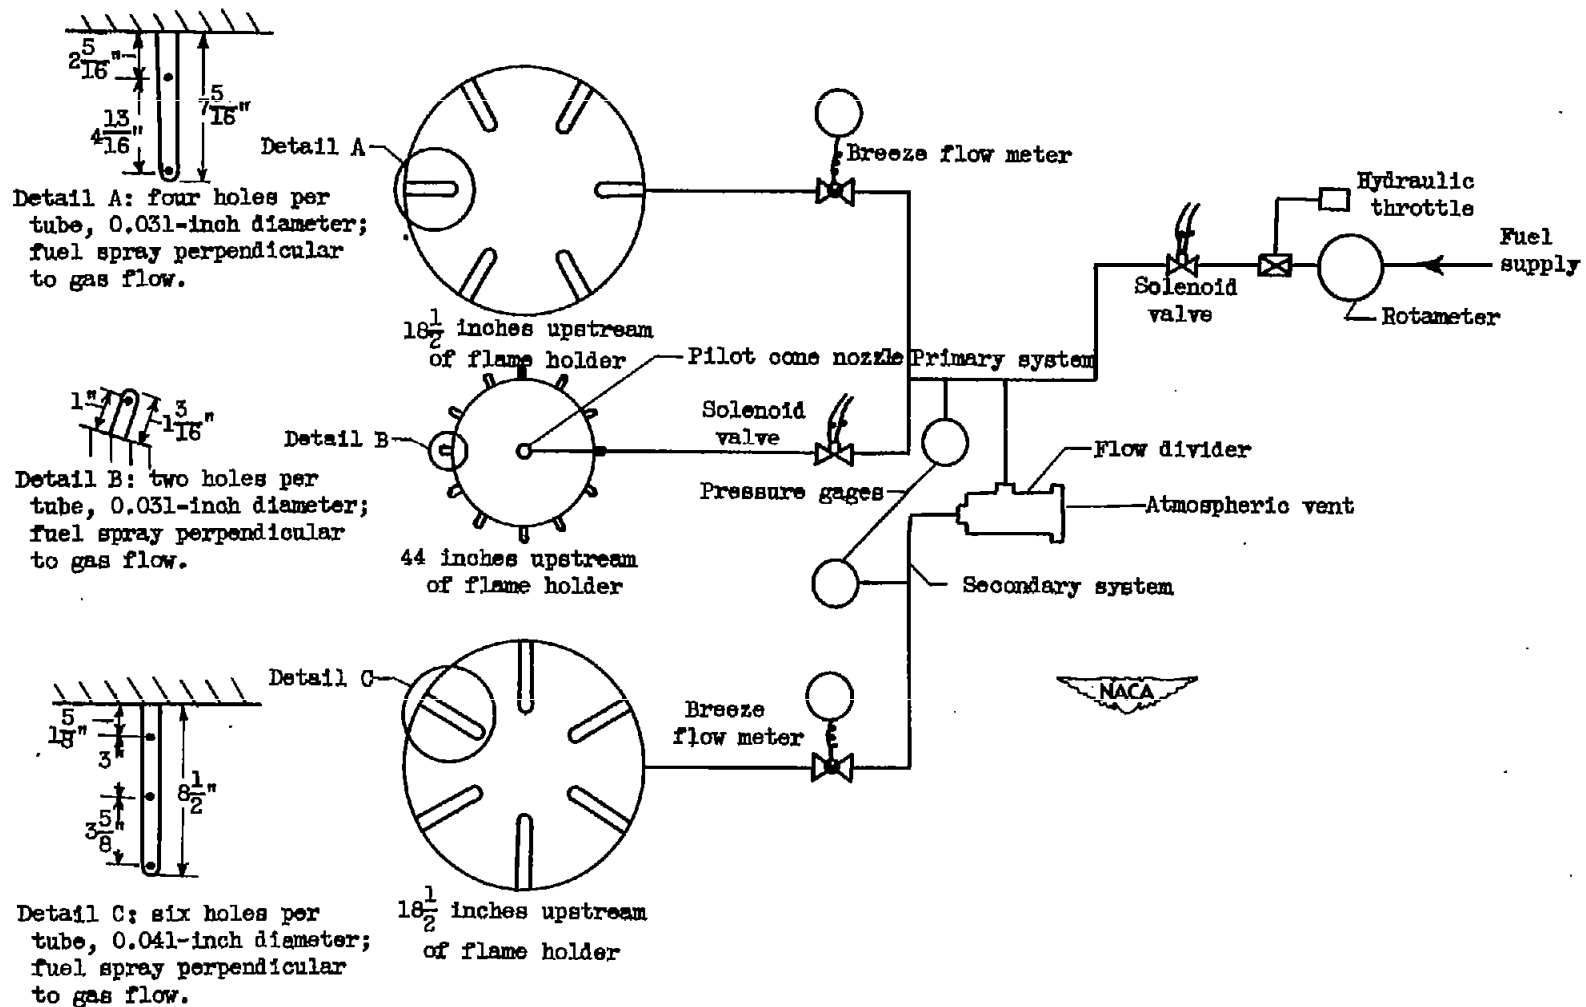 2 5/16"
7 5/16"
4 13/16"
Detail A: four holes per
tube, 0.031-inch diameter;
fuel spray perpendicular
to gas flow.
Detail A
18 1/2 inches upstream
of flame holder
Breeze flow meter
Hydraulic
throttle
Fuel
supply
Solenoid
valve
Rotameter
Pilot cone nozzle
Primary system
1"
1 3/16"
Detail B: two holes per
tube, 0.031-inch diameter;
fuel spray perpendicular
to gas flow.
Detail B
44 inches upstream
of flame holder
Solenoid
valve
Pressure gages
Flow divider
Atmospheric vent
Secondary system
1 5/8"
3"
3 5/8"
8 1/2"
Detail C: six holes per
tube, 0.041-inch diameter;
fuel spray perpendicular
to gas flow.
Detail C
18 1/2 inches upstream
of flame holder
Breeze
flow meter
NACA